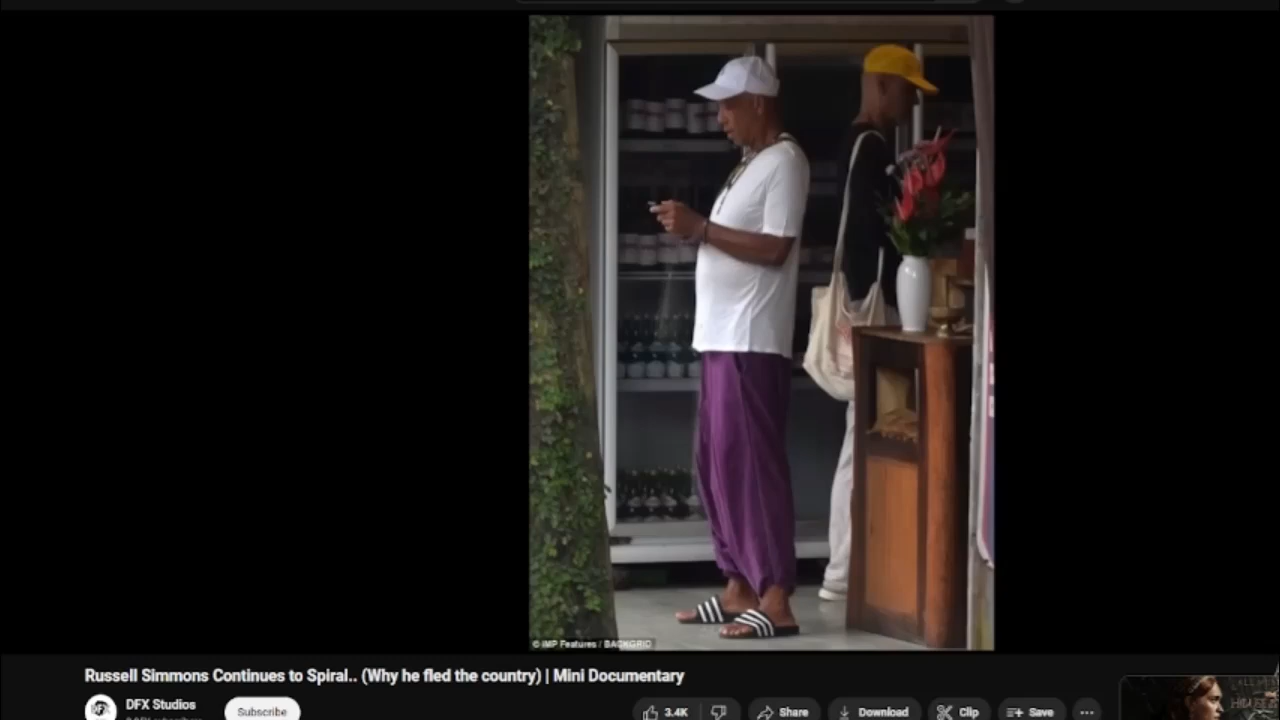 © iMP Features / BACKGRID
Russell Simmons Continues to Spiral.. (Why he fled the country) | Mini Documentary
DFX Studios
Subscribe
3.4K
Share
Download
Clip
Save